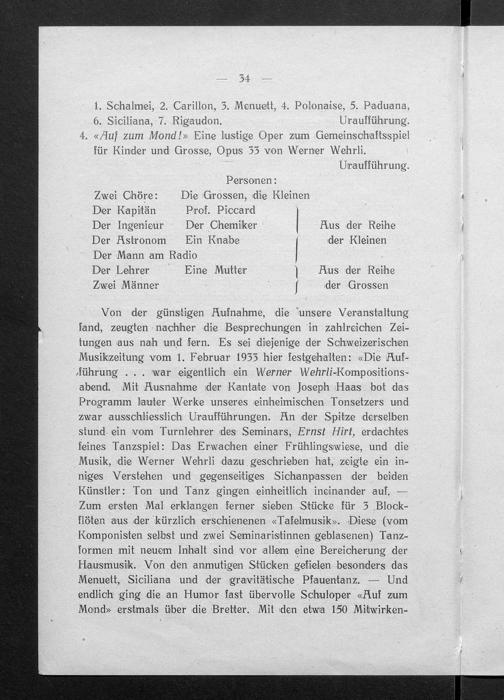 — 34 —
1. Schalmei, 2. Carillon, 3. Menuett, 4. Polonaise, 5. Paduana,
6. Siciliana, 7. Rigaudon. Uraufführung.
4. «Auf zum Mond!» Eine lustige Oper zum Gemeinschaftsspiel
für Kinder und Grosse, Opus 33 von Werner Wehrli.
Uraufführung.
Personen:
Zwei Chöre: Die Grossen, die Kleinen
Der Kapitän Prof. Piccard
Der Ingenieur Der Chemiker Aus der Reihe
Der Astronom Ein Knabe der Kleinen
Der Mann am Radio
Der Lehrer Eine Mutter Aus der Reihe
Zwei Männer der Grossen
Von der günstigen Aufnahme, die unsere Veranstaltung
fand, zeugten nachher die Besprechungen in zahlreichen Zei-
tungen aus nah und fern. Es sei diejenige der Schweizerischen
Musikzeitung vom 1. Februar 1933 hier festgehalten: «Die Auf-
führung . . . war eigentlich ein Werner Wehrli-Kompositions-
abend. Mit Ausnahme der Kantate von Joseph Haas bot das
Programm lauter Werke unseres einheimischen Tonsetzers und
zwar ausschliesslich Uraufführungen. An der Spitze derselben
stund ein vom Turnlehrer des Seminars, Ernst Hirt, erdachtes
feines Tanzspiel: Das Erwachen einer Frühlingswiese, und die
Musik, die Werner Wehrli dazu geschrieben hat, zeigte ein in-
niges Verstehen und gegenseitiges Sichanpassen der beiden
Künstler: Ton und Tanz gingen einheitlich ineinander auf. —
Zum ersten Mal erklangen ferner sieben Stücke für 3 Block-
flöten aus der kürzlich erschienenen «Tafelmusik». Diese (vom
Komponisten selbst und zwei Seminaristinnen geblasenen) Tanz-
formen mit neuem Inhalt sind vor allem eine Bereicherung der
Hausmusik. Von den anmutigen Stücken gefielen besonders das
Menuett, Siciliana und der gravitätische Pfauentanz. — Und
endlich ging die an Humor fast übervolle Schuloper «Auf zum
Mond» erstmals über die Bretter. Mit den etwa 150 Mitwirken-